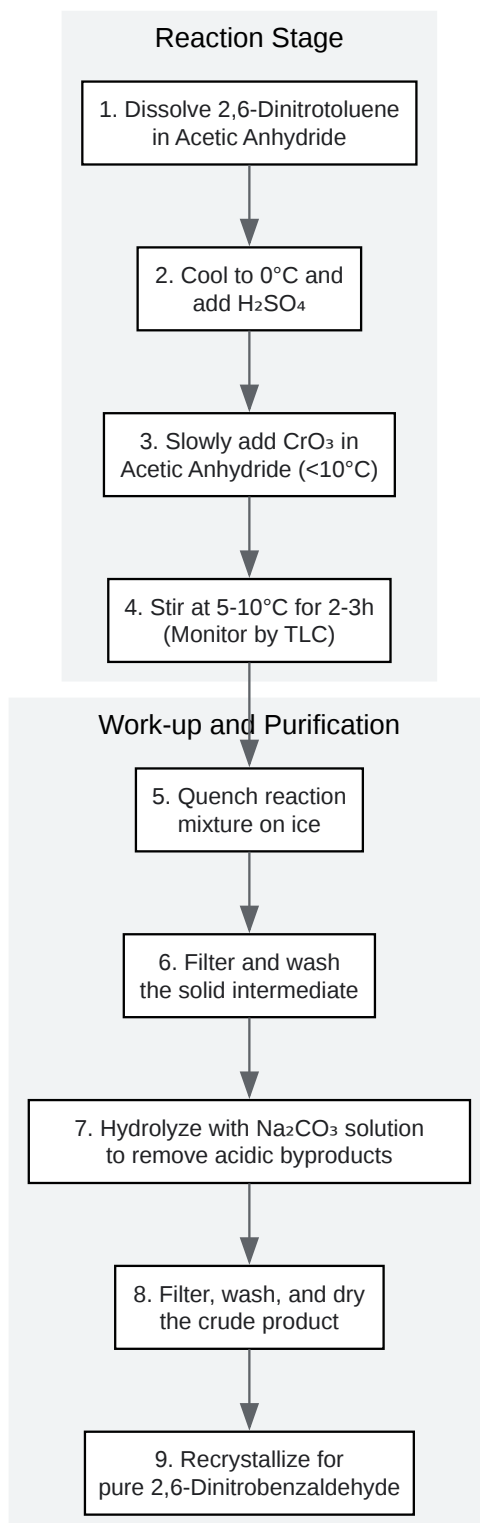 Reaction Stage
1. Dissolve 2,6-Dinitrotoluene
in Acetic Anhydride
2. Cool to 0°C and
add H₂SO₄
3. Slowly add CrO₃ in
Acetic Anhydride (<10°C)
4. Stir at 5-10°C for 2-3h
(Monitor by TLC)
Work-up and Purification
5. Quench reaction
mixture on ice
6. Filter and wash
the solid intermediate
7. Hydrolyze with Na₂CO₃ solution
to remove acidic byproducts
8. Filter, wash, and dry
the crude product
9. Recrystallize for
pure 2,6-Dinitrobenzaldehyde